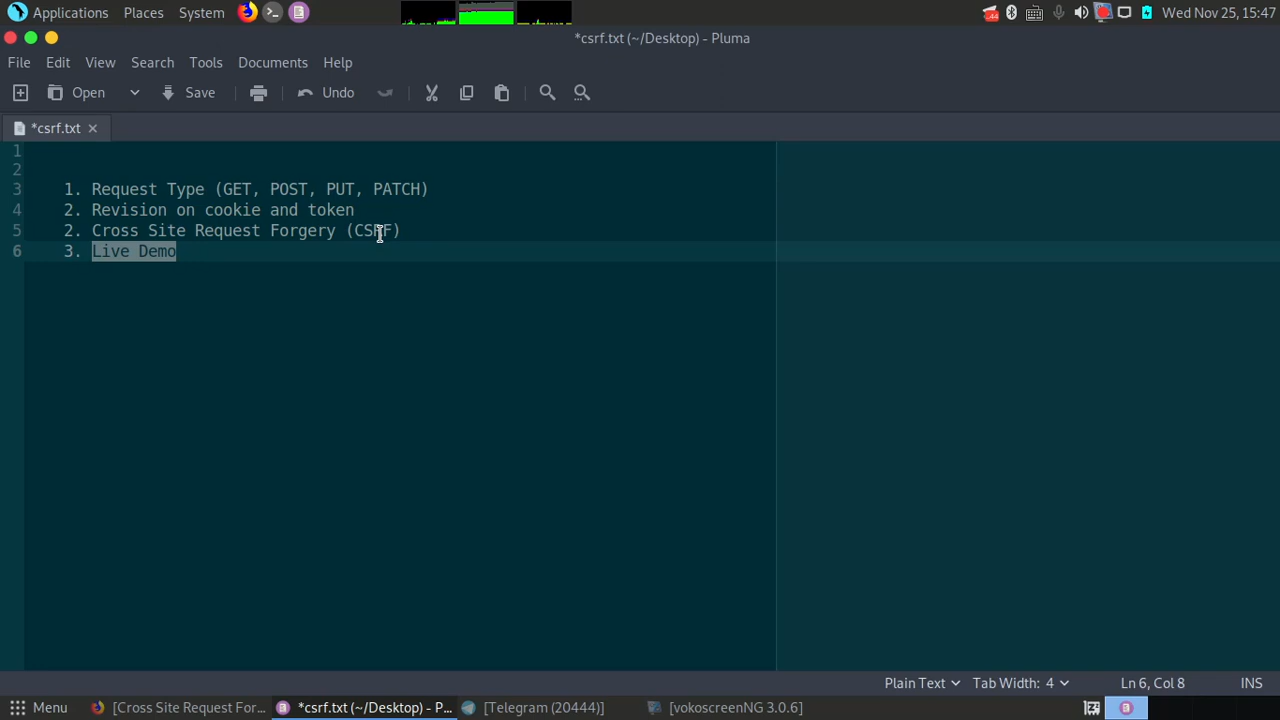 Applications Places System 44 Wed Nov 25, 15:47
*csrf.txt (~/Desktop) - Pluma
File Edit View Search Tools Documents Help
Open Save Undo
*csrf.txt
1
2
3 1. Request Type (GET, POST, PUT, PATCH)
4 2. Revision on cookie and token
5 2. Cross Site Request Forgery (CSRF)
6 3. Live Demo
Plain Text Tab Width: 4 Ln 6, Col 8 INS
Menu [Cross Site Request For... *csrf.txt (~/Desktop) - P... [Telegram (20444)] [vokoscreenNG 3.0.6]